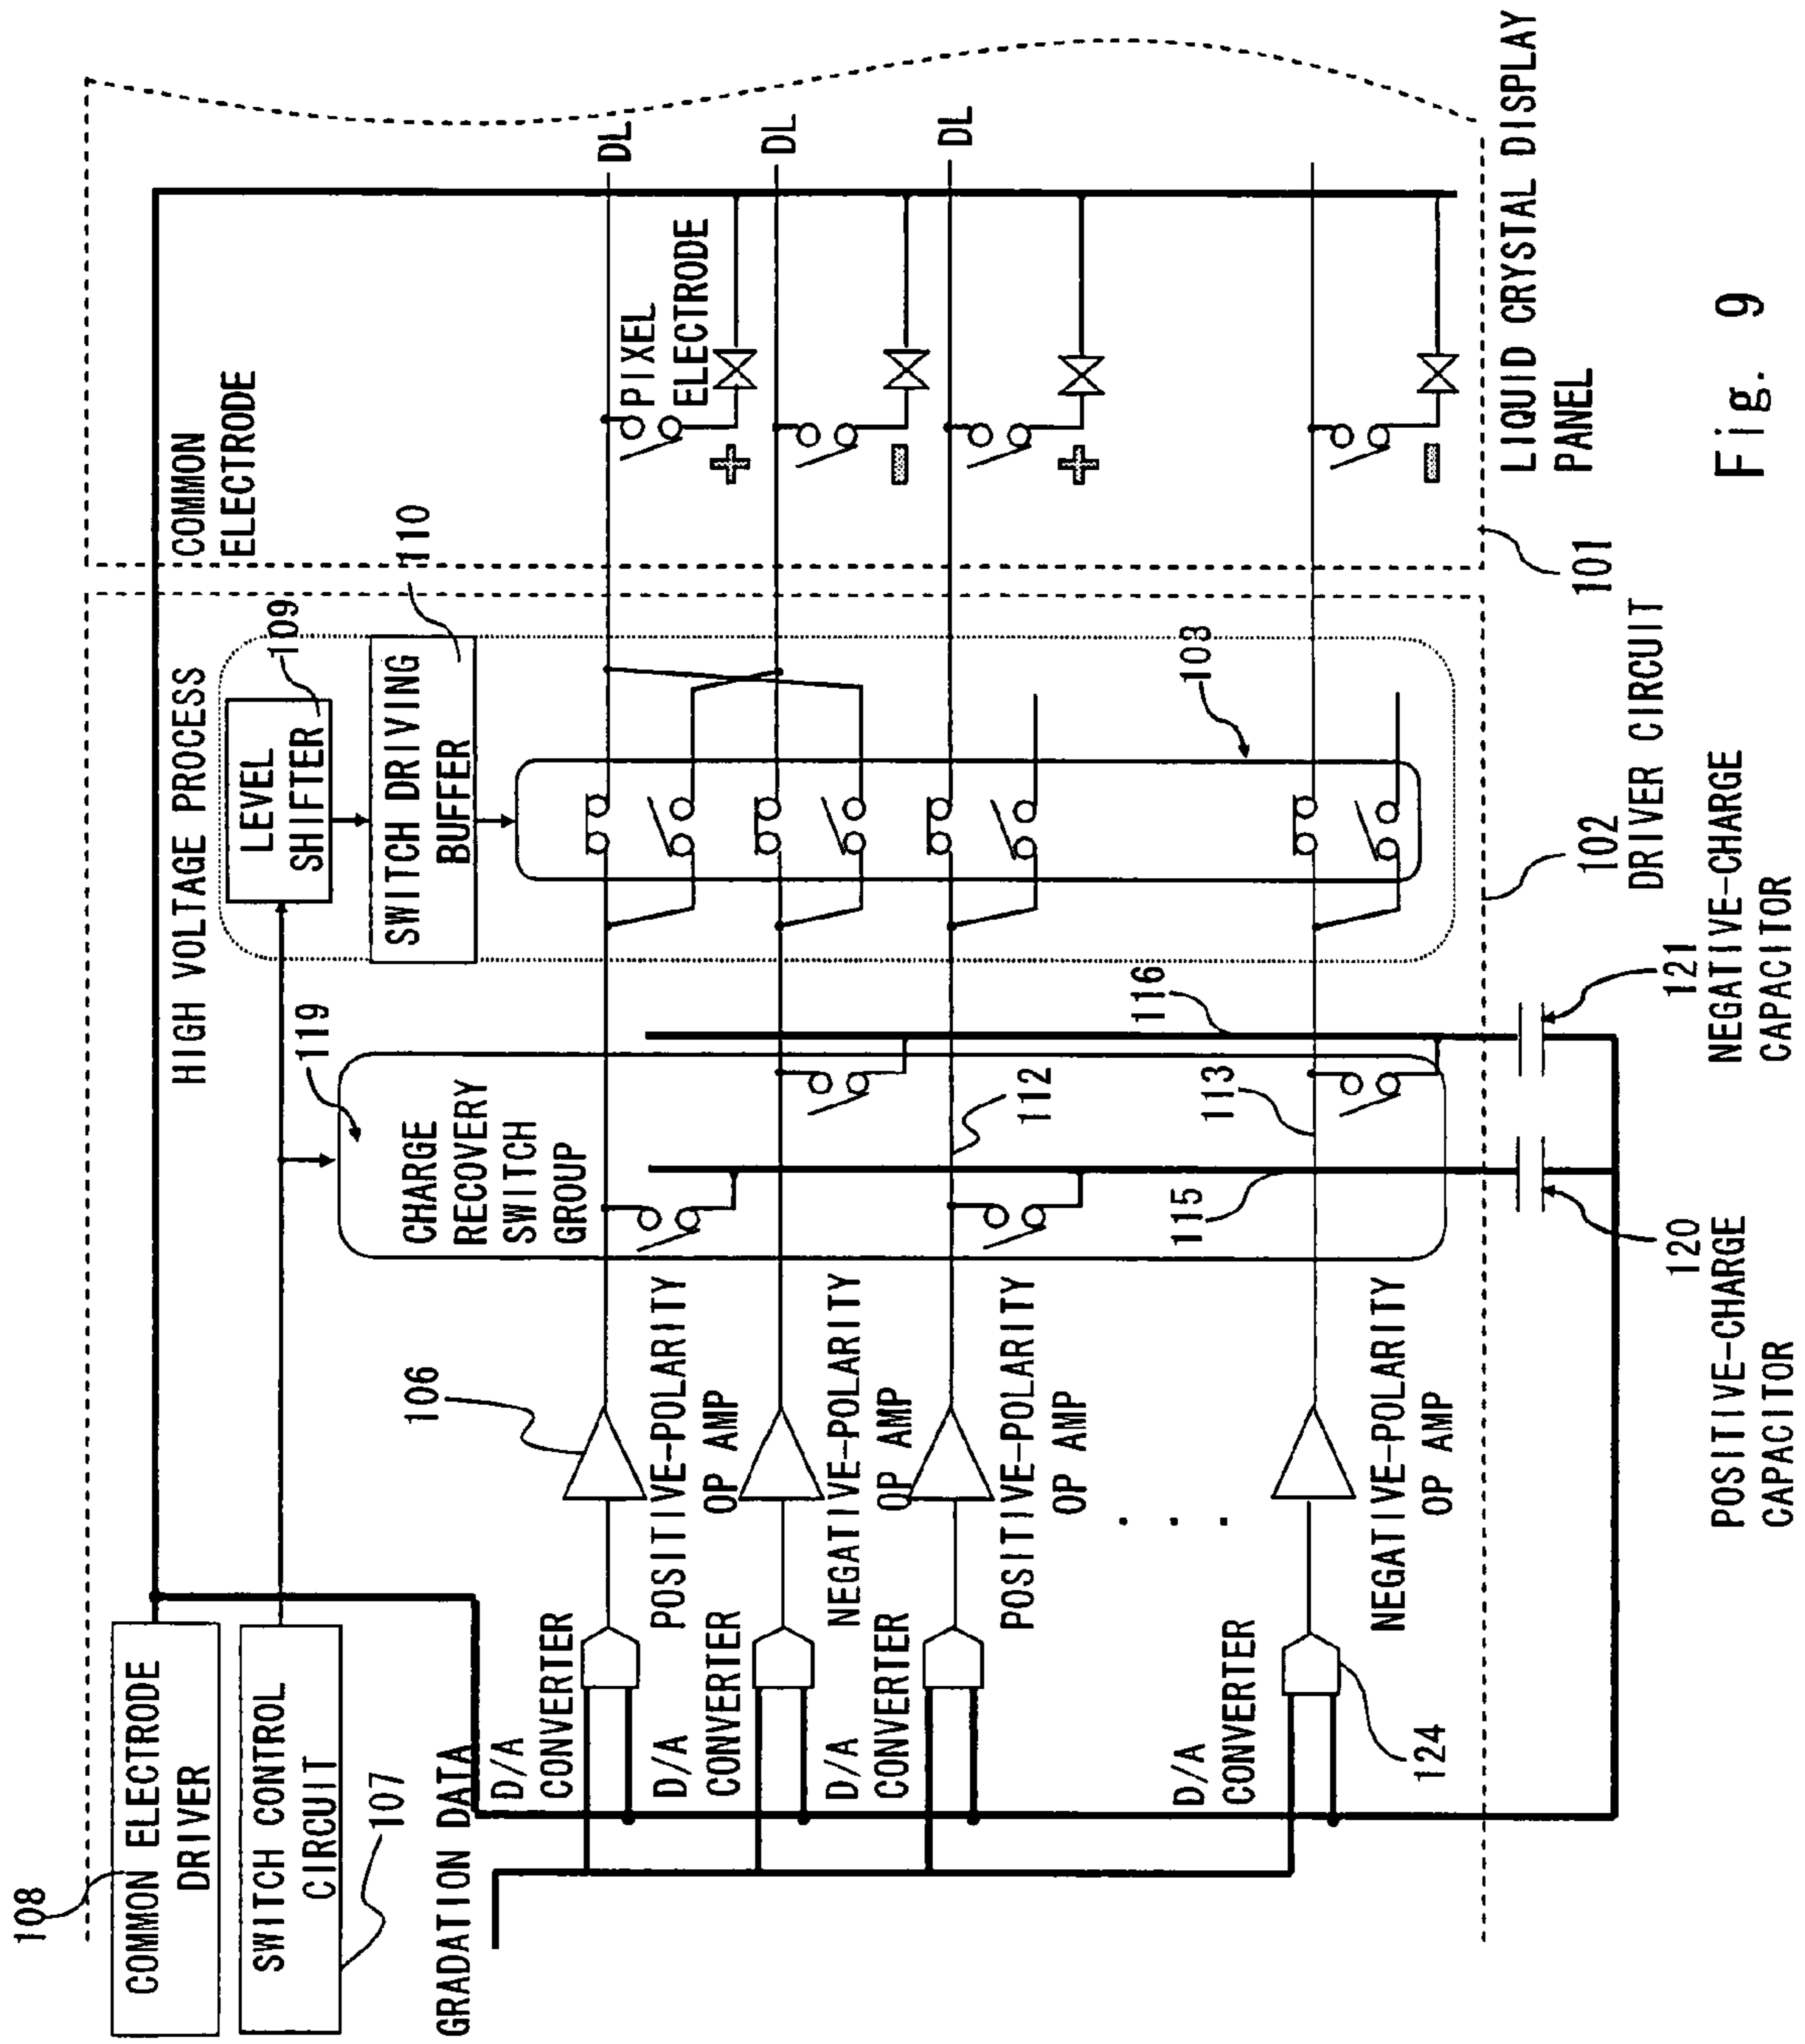 108
COMMON ELECTRODE
DRIVER
SWITCH CONTROL
CIRCUIT
107
GRADATION DATA
D/A
CONVERTER
D/A
CONVERTER
D/A
CONVERTER
D/A
CONVERTER
124
106
POSITIVE-POLARITY
OP AMP
NEGATIVE-POLARITY
OP AMP
POSITIVE-POLARITY
OP AMP
. . .
NEGATIVE-POLARITY
OP AMP
119
CHARGE
RECOVERY
SWITCH
GROUP
112
113
115
116
120
POSITIVE-CHARGE
CAPACITOR
121
NEGATIVE-CHARGE
CAPACITOR
HIGH VOLTAGE PROCESS
LEVEL
SHIFTER
109
SWITCH DRIVING
BUFFER
110
103
102
DRIVER CIRCUIT
COMMON
ELECTRODE
PIXEL
ELECTRODE
DL
DL
DL
+
-
+
-
101
LIQUID CRYSTAL DISPLAY
PANEL
Fig. 9